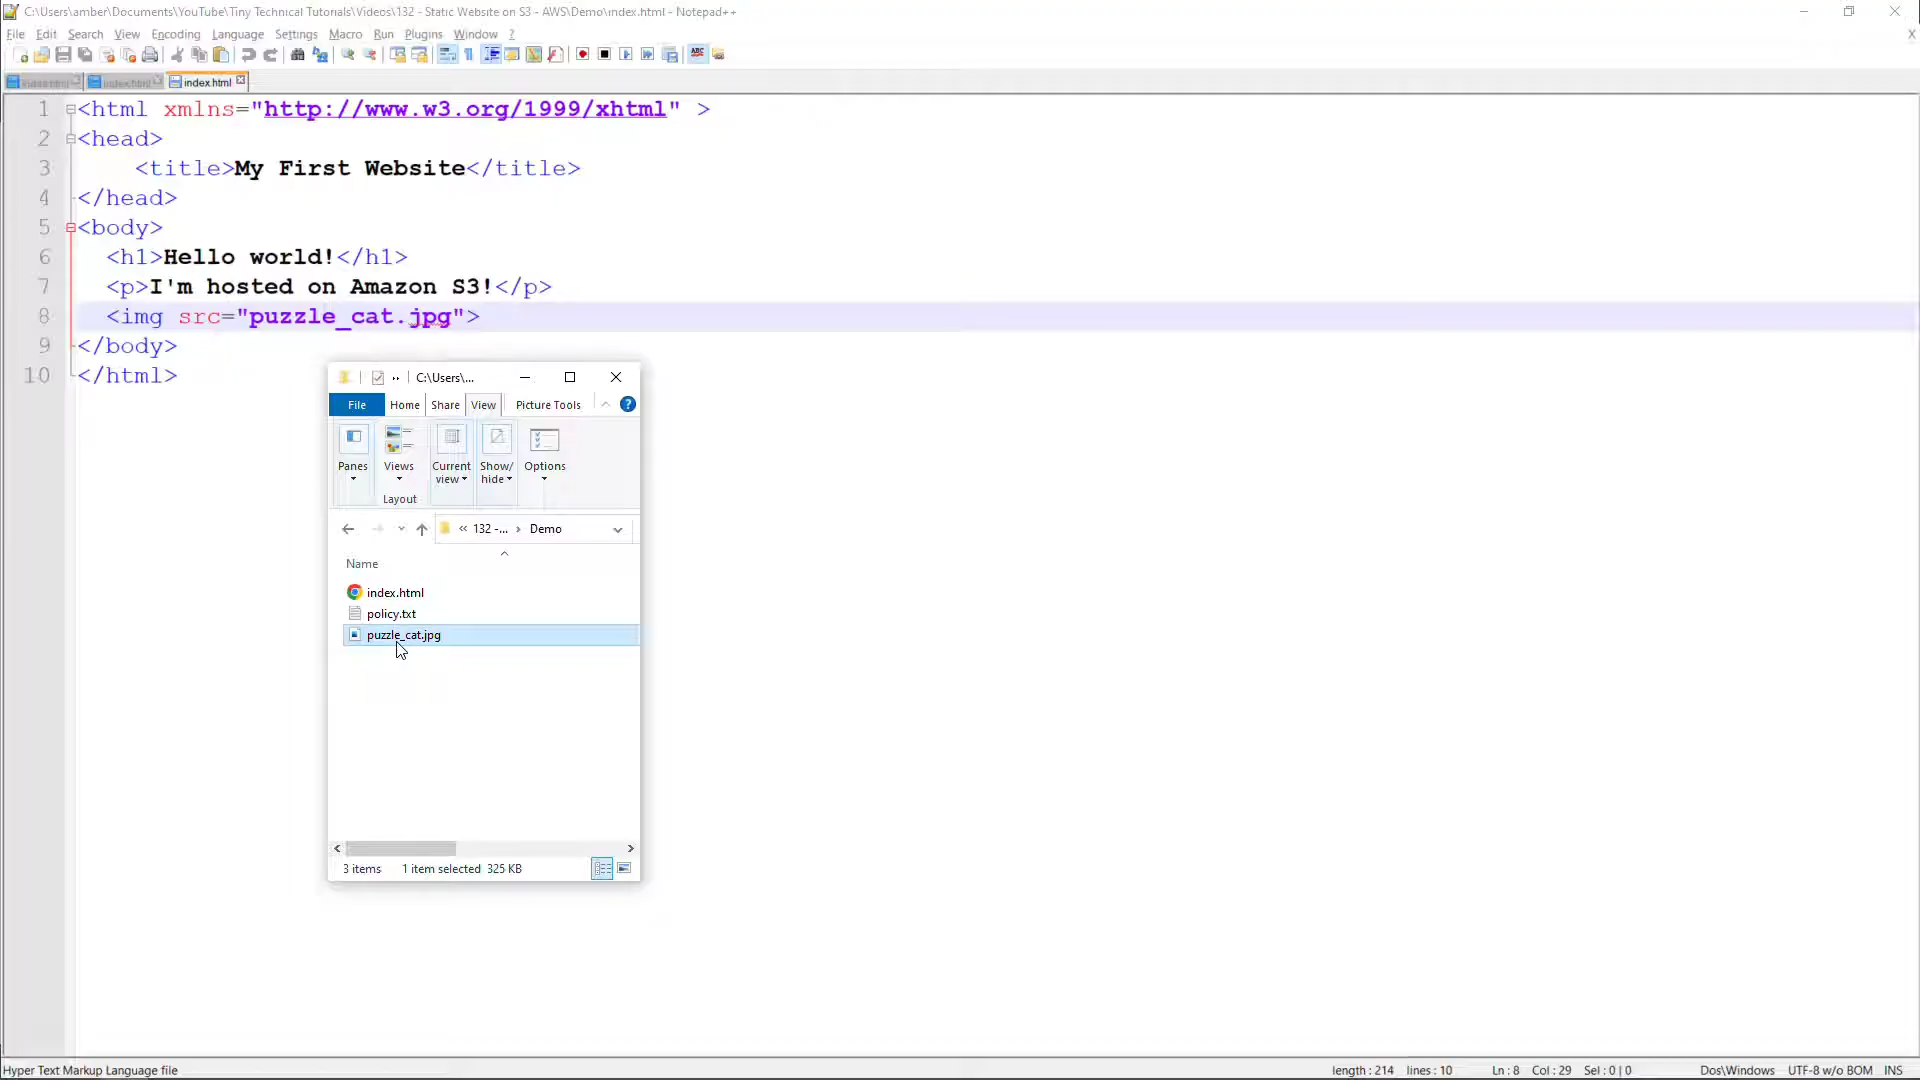 C:\Users\amber\Documents\YouTube\Tiny Technical Tutorials\Videos\132 - Static Website on S3 - AWS\Demo\index.html - Notepad++
File Edit Search View Encoding Language Settings Macro Run Plugins Window ?
index.html index.html
1 <html xmlns="http://www.w3.org/1999/xhtml" >
2 <head>
3 <title>My First Website</title>
4 </head>
5 <body>
6 <h1>Hello world!</h1>
7 <p>I'm hosted on Amazon S3!</p>
8 <img src="puzzle_cat.jpg">
9 </body>
10 </html>
C:\Users\...
File Home Share View Picture Tools
Panes Views Current view Show/ hide Options
Layout
« 132 -... › Demo
Name
index.html
policy.txt
puzzle_cat.jpg
3 items 1 item selected 325 KB
Hyper Text Markup Language file length : 214 lines : 10 Ln : 8 Col : 29 Sel : 0 | 0 Dos\Windows UTF-8 w/o BOM INS